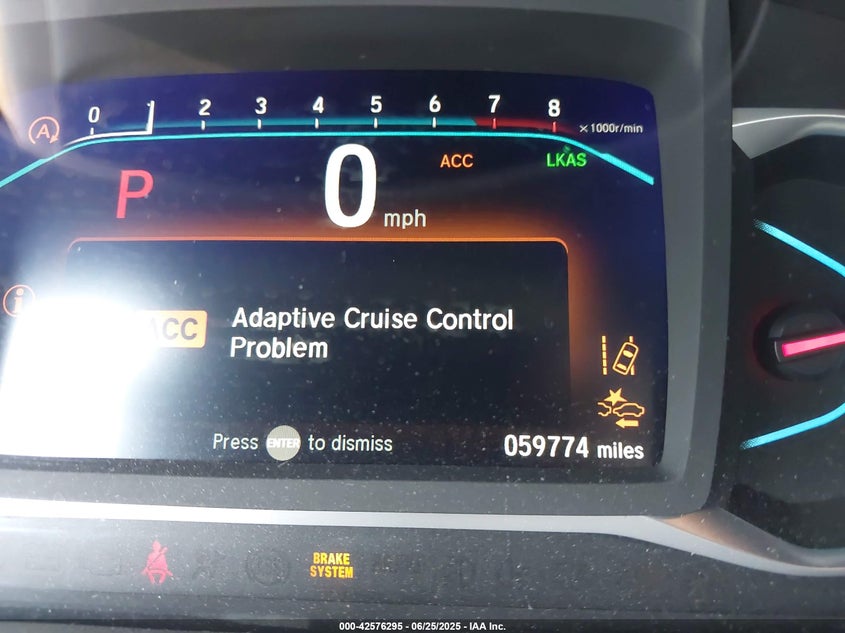 0 1 2 3 4 5 6 7 8 ×1000r/min
A
ACC LKAS
P 0 mph
i
ACC Adaptive Cruise Control
Problem
Press ENTER to dismiss
059774 miles
BRAKE
SYSTEM
000-42576295 - 06/25/2025 - IAA Inc.